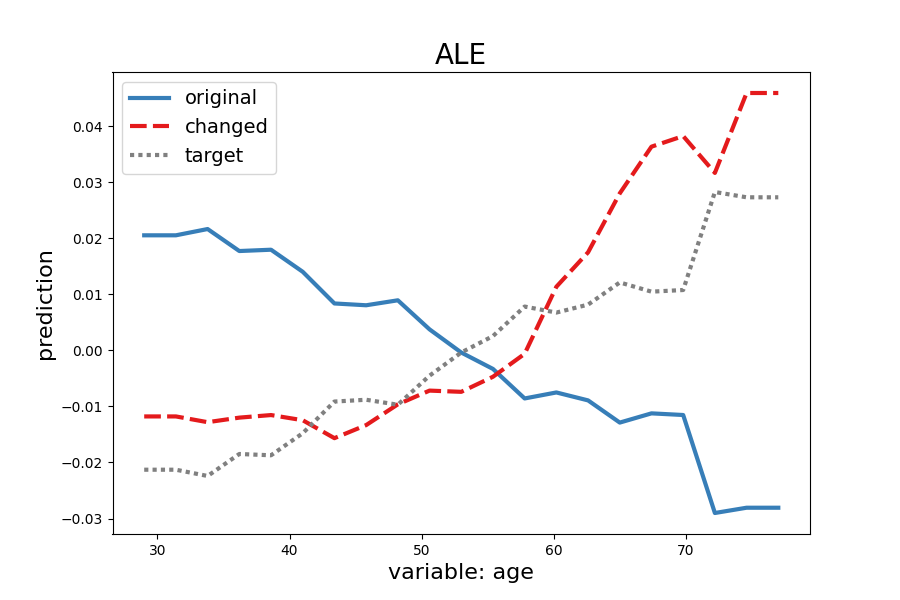 ALE
original
changed
target
0.04
0.03
0.02
0.01
0.00
−0.01
−0.02
−0.03
prediction
30 40 50 60 70
variable: age